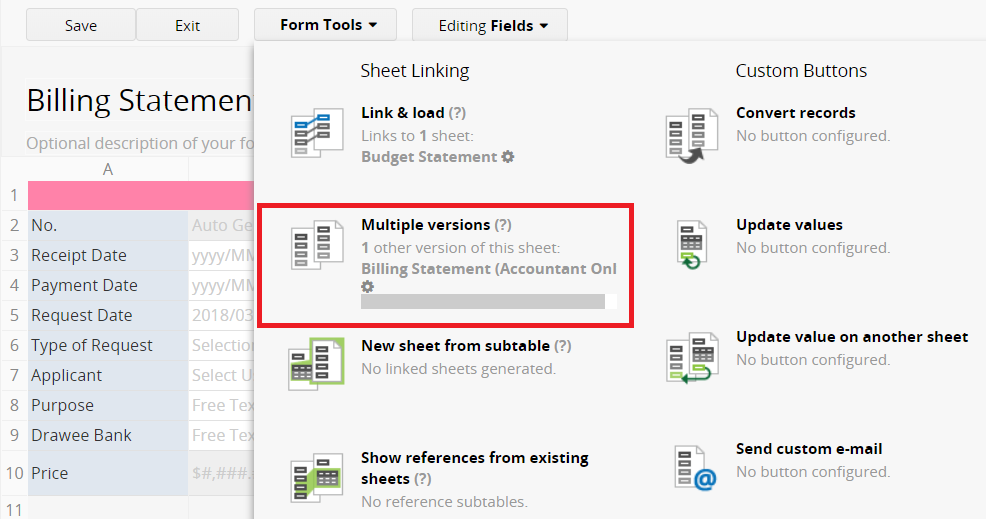 Save
Exit
Form Tools
Editing Fields
Billing Statemen
Optional description of your fo
A
1
2 No. Auto Ge
3 Receipt Date yyyy/MM
4 Payment Date yyyy/MM
5 Request Date 2018/03
6 Type of Request Selection
7 Applicant Select U
8 Purpose Free Tex
9 Drawee Bank Free Tex
10 Price $#,###.
11
Sheet Linking
Link & load (?)
Links to 1 sheet:
Budget Statement
Multiple versions (?)
1 other version of this sheet:
Billing Statement (Accountant Onl
New sheet from subtable (?)
No linked sheets generated.
Show references from existing
sheets (?)
No reference subtables.
Custom Buttons
Convert records
No button configured.
Update values
No button configured.
Update value on another sheet
No button configured.
Send custom e-mail
No button configured.